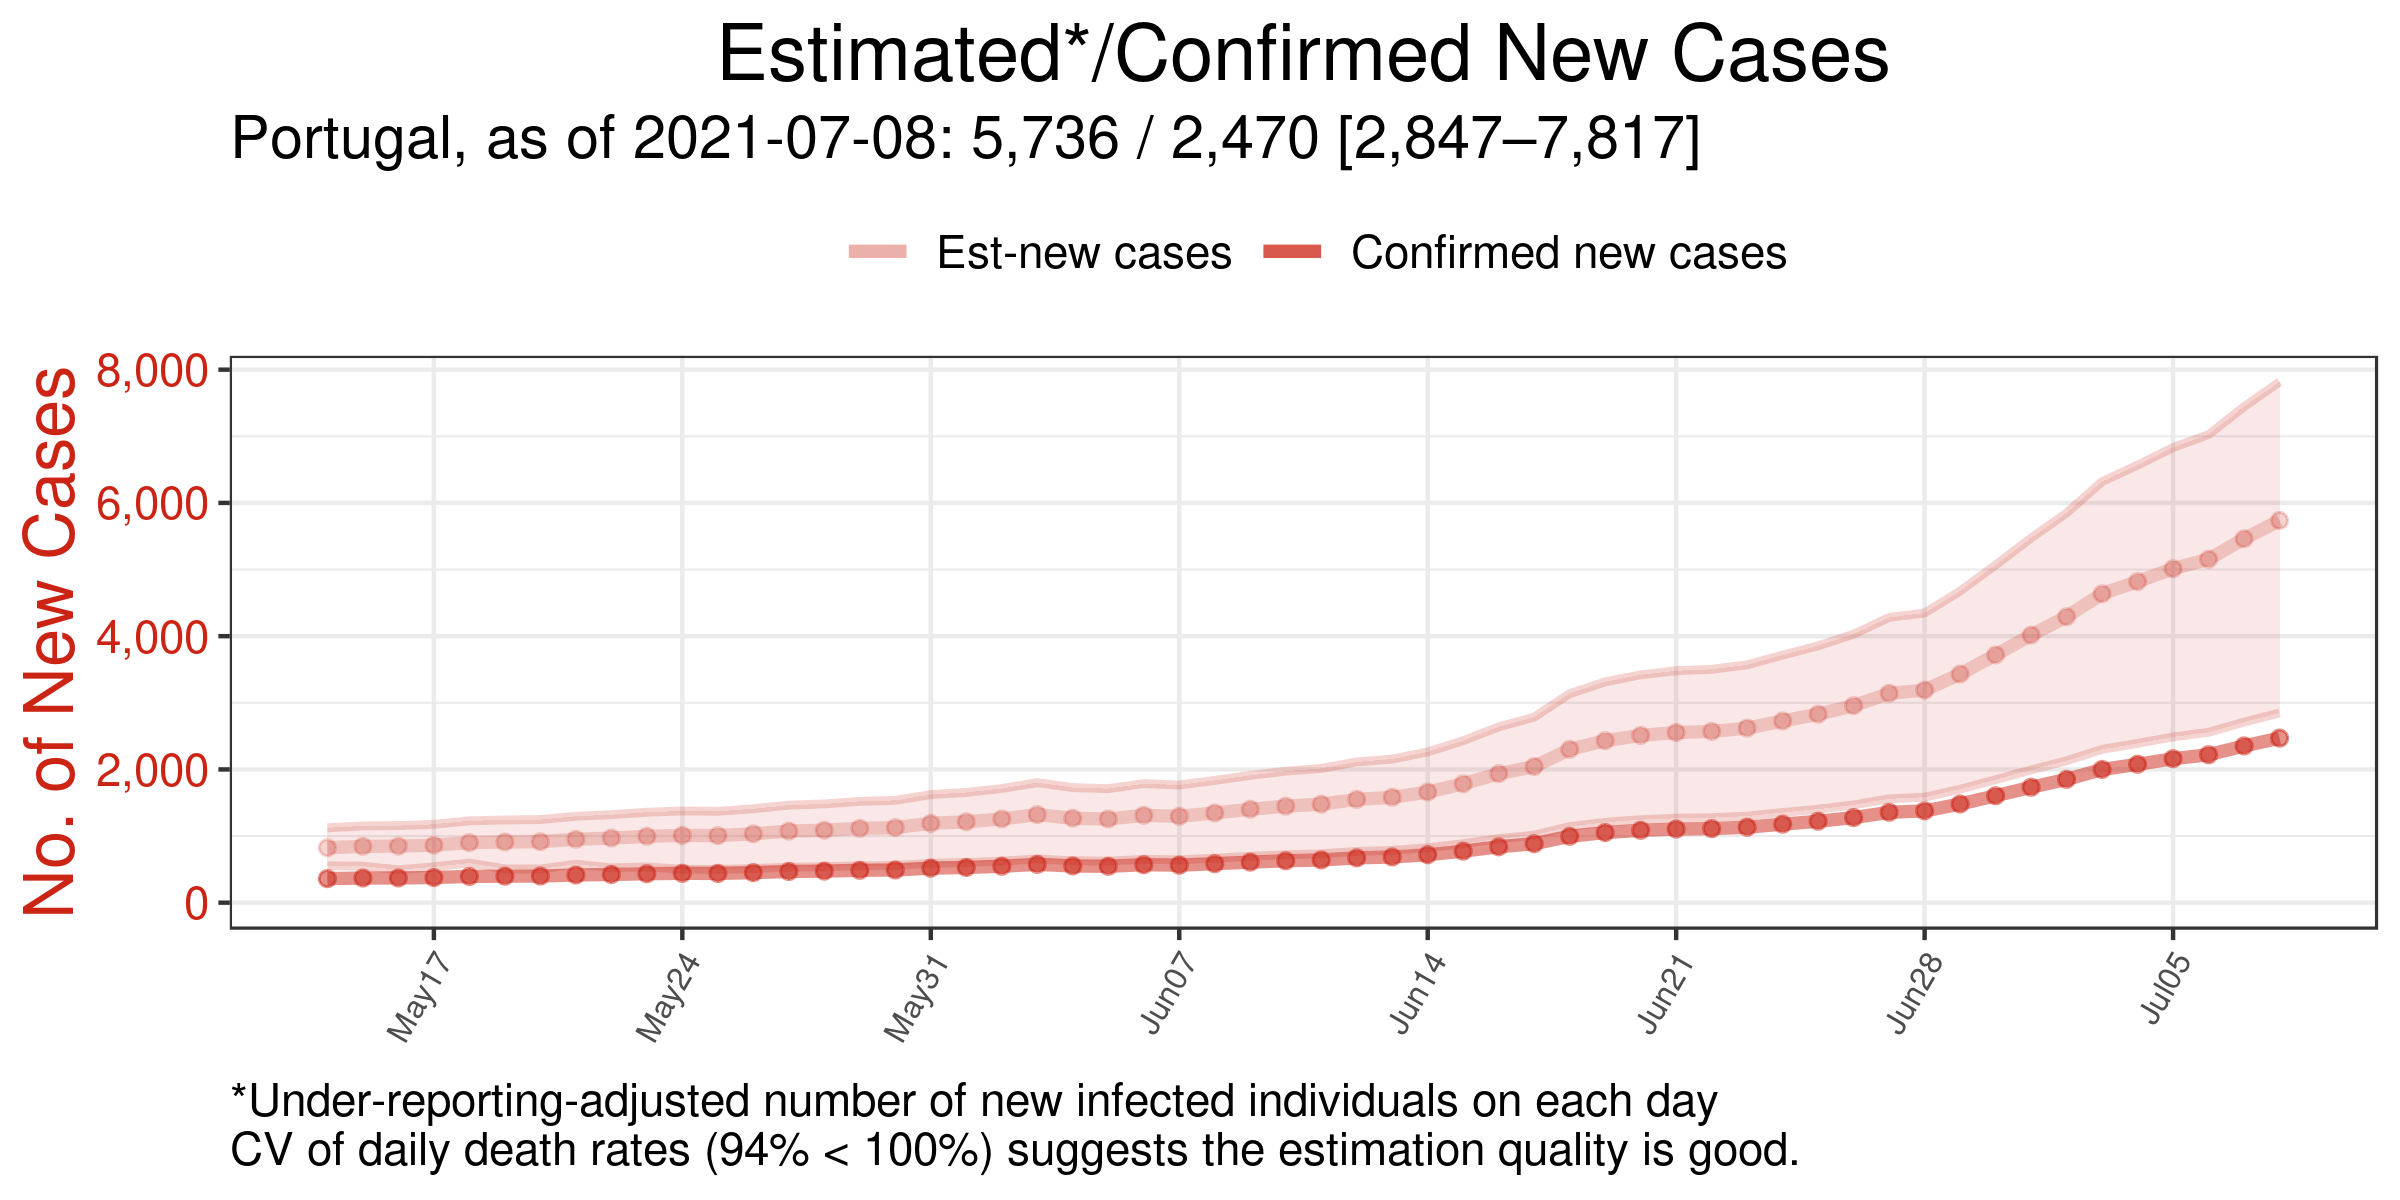 Estimated*/Confirmed New Cases
Portugal, as of 2021-07-08: 5,736 / 2,470 [2,847–7,817]
Est-new cases Confirmed new cases
No. of New Cases
8,000
6,000
4,000
2,000
0
May17 May24 May31 Jun07 Jun14 Jun21 Jun28 Jul05
*Under-reporting-adjusted number of new infected individuals on each day
CV of daily death rates (94% < 100%) suggests the estimation quality is good.